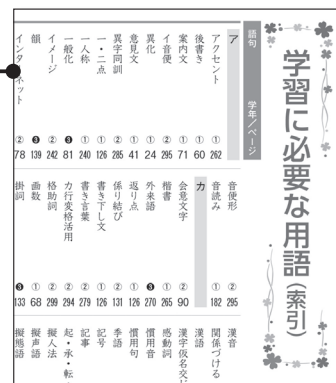 学習に必要な用語(索引)
語句 学年/ページ
ア
アクセント ① 262
後書き ① 60
案内文 ① 71
イ音便 ② 295
異化 ① 24
意見文 ① 41
異字同訓 ② 285
一・二点 ① 126
一人称 ① 240
一般化 ❸ 81
イメージ ② 242
韻 ❸ 139
インターネット ② 78
音便形 ② 295
音読み ① 182
カ
会意文字 ② 90
楷書 ② 265
外来語 ❸ 270
返り点 ① 126
係り結び ② 131
書き下し文 ① 126
書き言葉 ② 279
カ行変格活用 ② 294
格助詞 ② 299
画数 ① 68
掛詞 ❸ 133
漢音
関係づける
漢語
漢字仮名交
感動詞
慣用音
慣用句
季語
記号
記事
起・承・転
擬人法
擬声語
擬態語